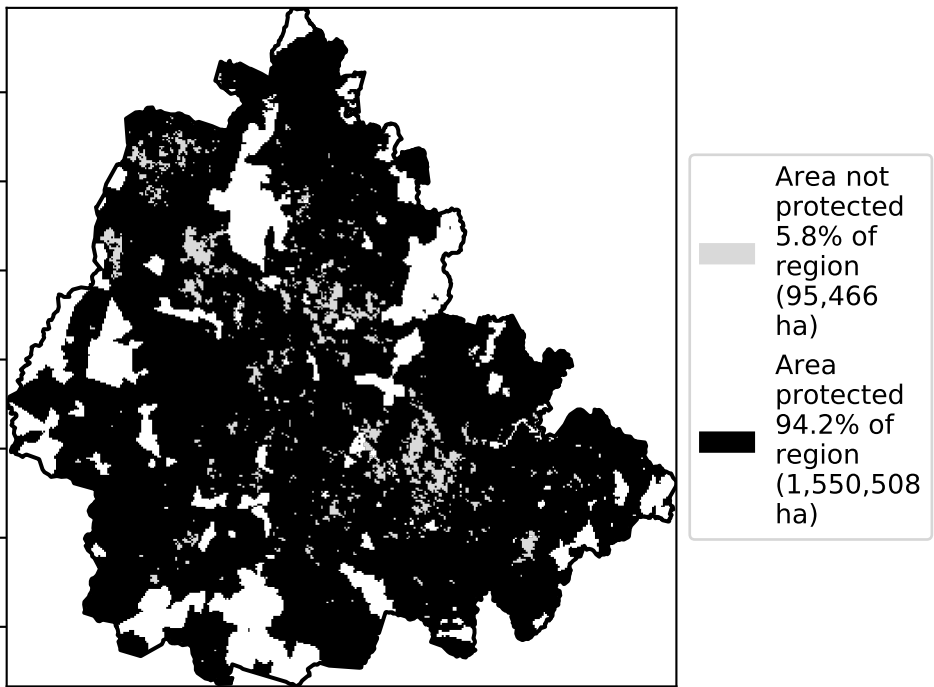 Area not
protected
5.8% of
region
(95,466
ha)
Area
protected
94.2% of
region
(1,550,508
ha)